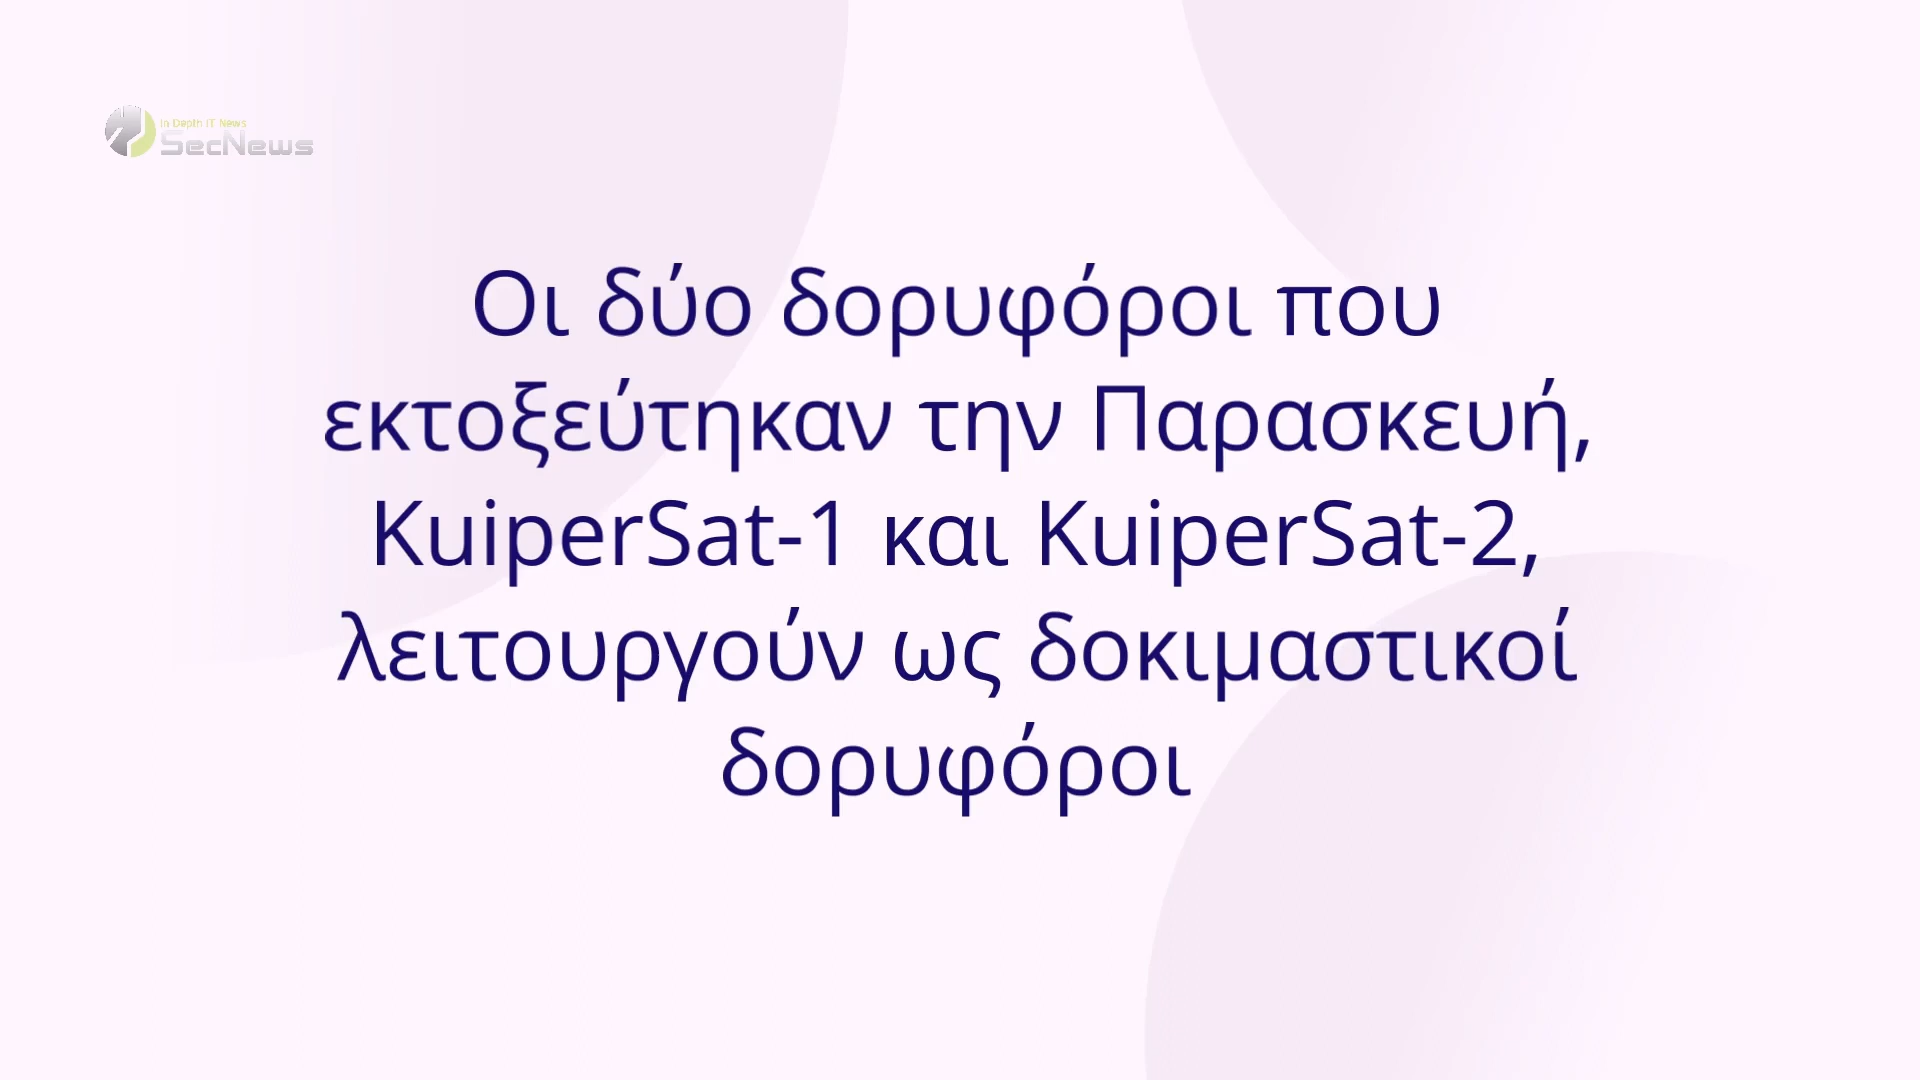 In Depth IT News
SecNews
Οι δύο δορυφόροι που
εκτοξεύτηκαν την Παρασκευή,
KuiperSat-1 και KuiperSat-2,
λειτουργούν ως δοκιμαστικοί
δορυφόροι